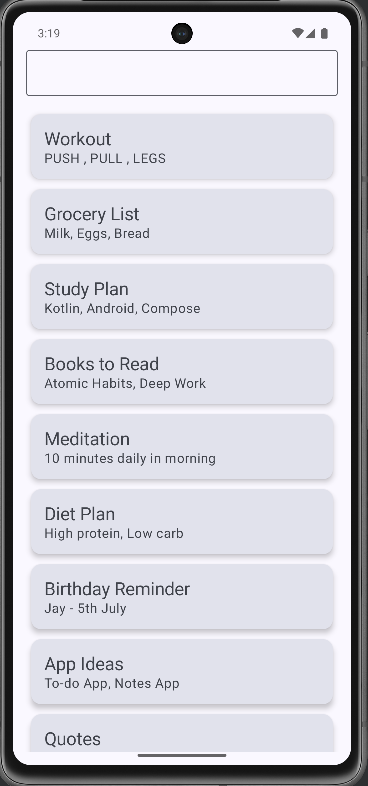 3:19
Workout
PUSH , PULL , LEGS
Grocery List
Milk, Eggs, Bread
Study Plan
Kotlin, Android, Compose
Books to Read
Atomic Habits, Deep Work
Meditation
10 minutes daily in morning
Diet Plan
High protein, Low carb
Birthday Reminder
Jay - 5th July
App Ideas
To-do App, Notes App
Quotes